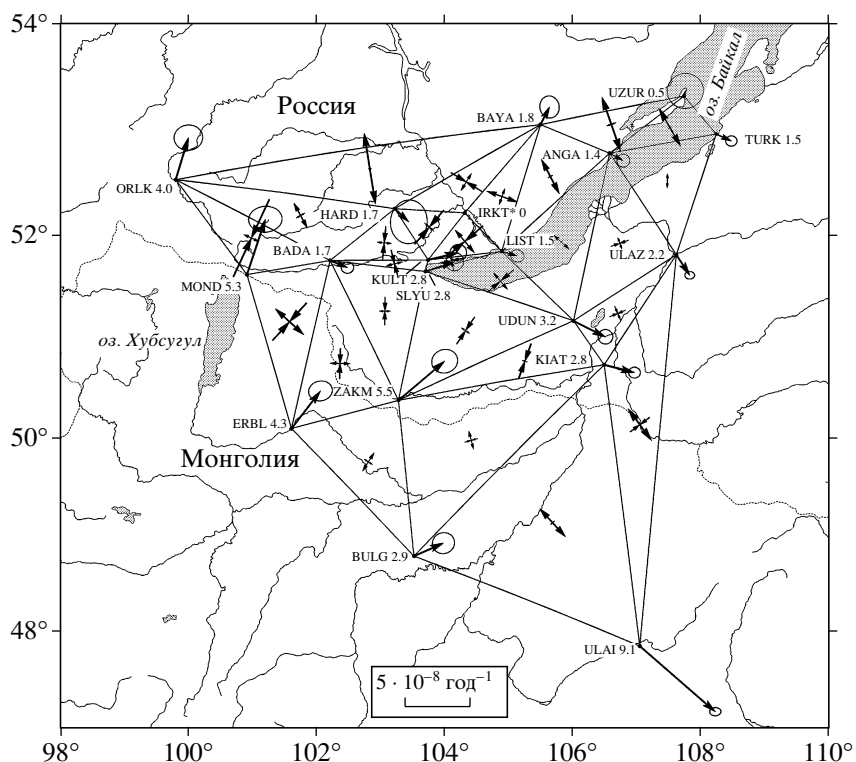 54°
52°
50°
48°
98°
100°
102°
104°
106°
108°
110°
Россия
Монголия
оз. Байкал
оз. Хубсугул
UZUR 0.5
BAYA 1.8
TURK 1.5
ANGA 1.4
ORLK 4.0
HARD 1.7
IRKT* 0
LIST 1.5
BADA 1.7
ULAZ 2.2
MOND 5.3
KULT 2.8
SLYU 2.8
UDUN 3.2
KIAT 2.8
ZAKM 5.5
ERBL 4.3
BULG 2.9
ULAI 9.1
5 · 10⁻⁸ год⁻¹